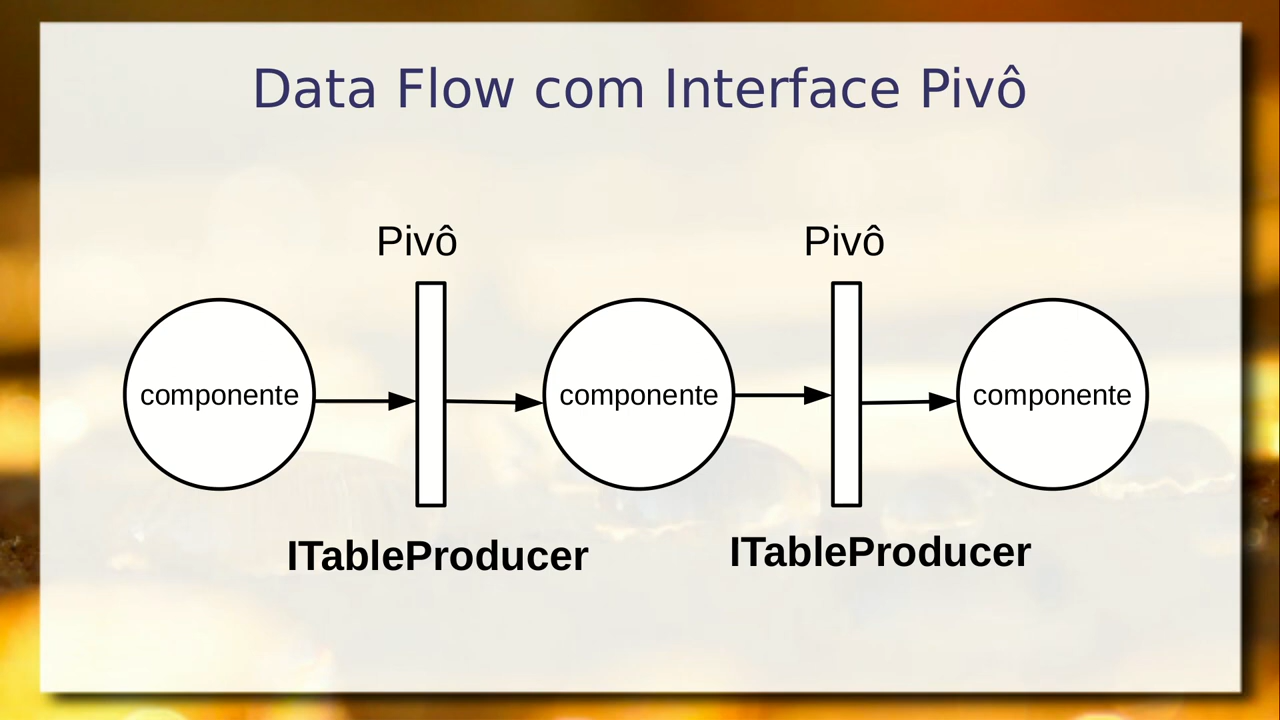 Data Flow com Interface Pivô
Pivô
Pivô
componente
componente
componente
ITableProducer
ITableProducer